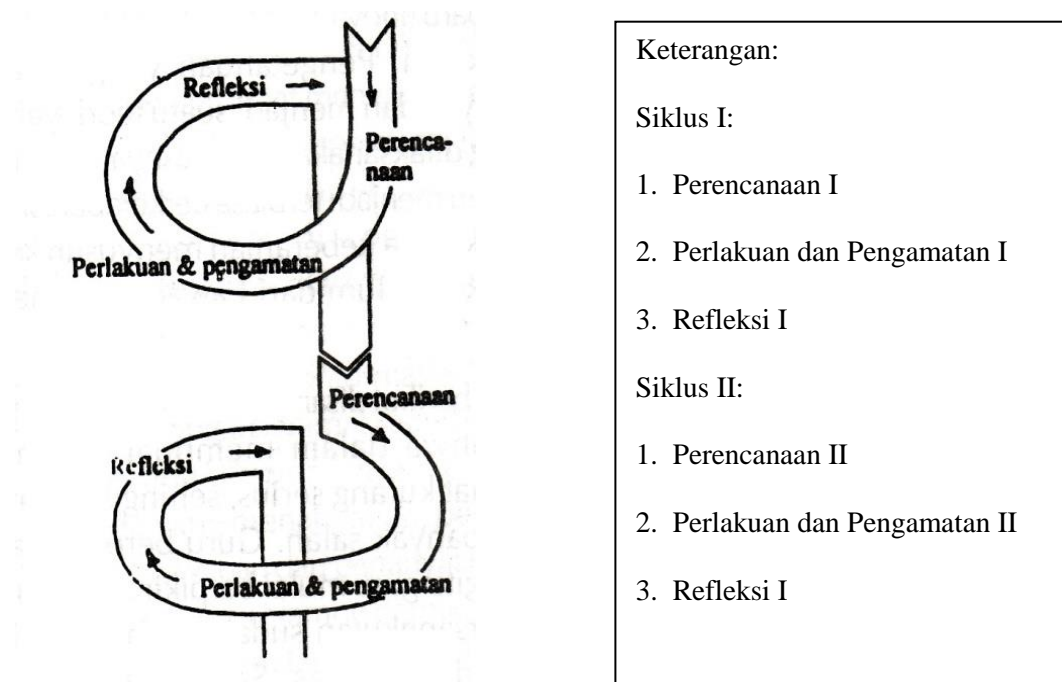 Refleksi
Perenca-
naan
Perlakuan & pengamatan
Perencanaan
Refleksi
Perlakuan & pengamatan
Keterangan:
Siklus I:
1. Perencanaan I
2. Perlakuan dan Pengamatan I
3. Refleksi I
Siklus II:
1. Perencanaan II
2. Perlakuan dan Pengamatan II
3. Refleksi I